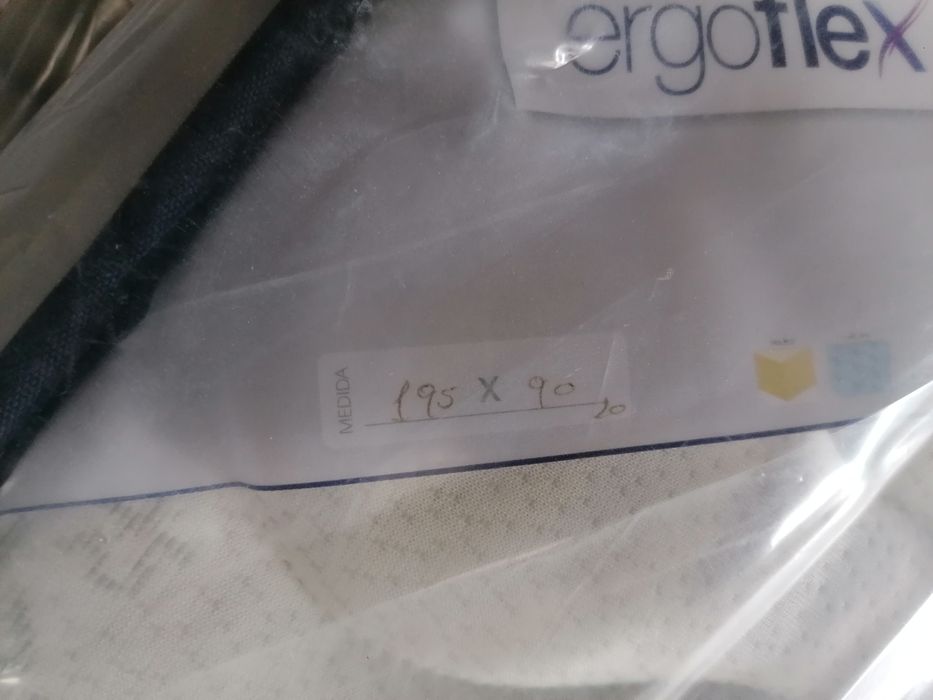 ergoflex
MEDIDA
195 X 90
20